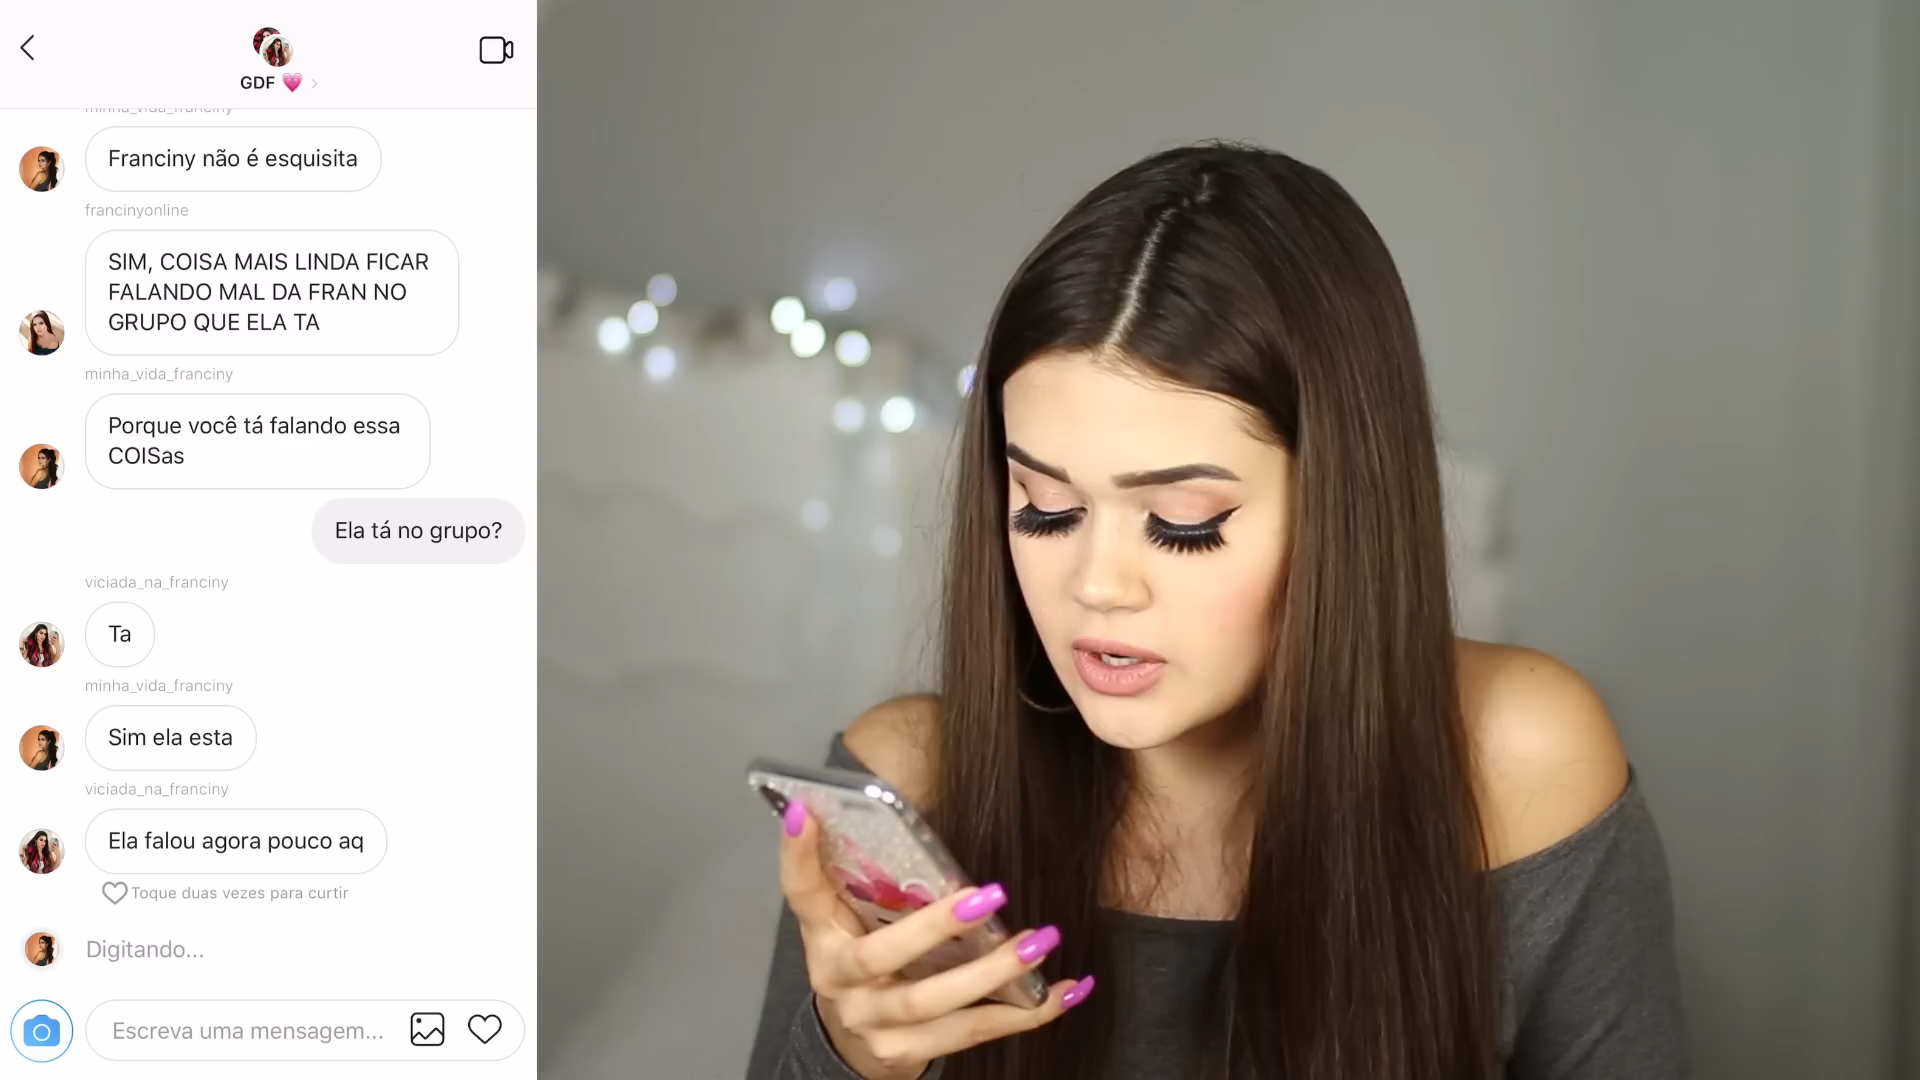 GDF
minha_vida_franciny
Franciny não é esquisita
francinyonline
SIM, COISA MAIS LINDA FICAR
FALANDO MAL DA FRAN NO
GRUPO QUE ELA TA
minha_vida_franciny
Porque você tá falando essa
COISas
Ela tá no grupo?
viciada_na_franciny
Ta
minha_vida_franciny
Sim ela esta
viciada_na_franciny
Ela falou agora pouco aq
Toque duas vezes para curtir
Digitando...
Escreva uma mensagem...